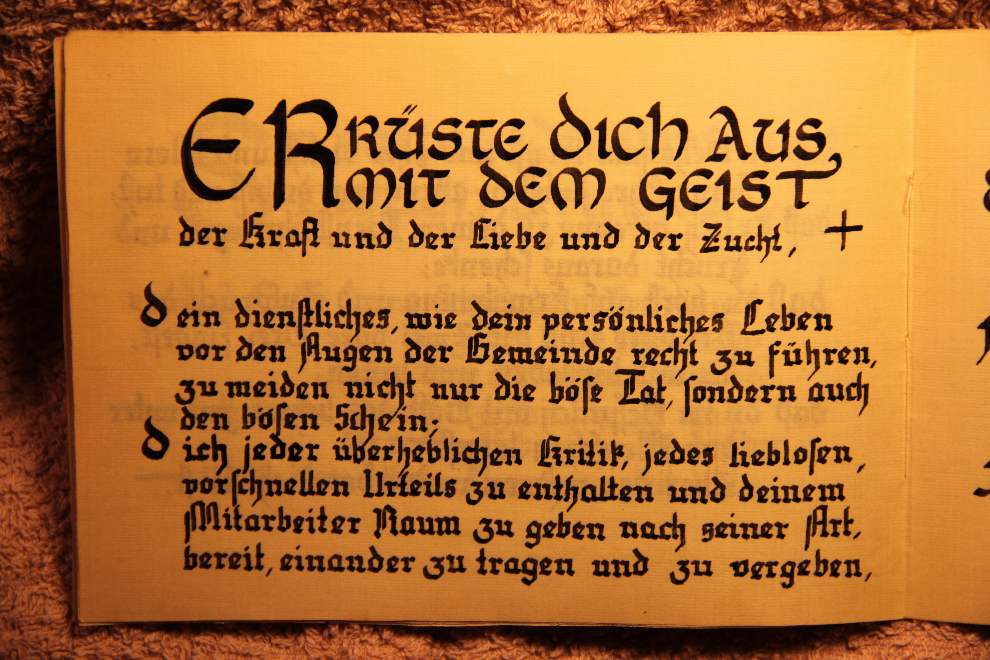 ER RÜSTE DICH AUS,
MIT DEM GEIST
der Kraft und der Liebe und der Zucht, +
dein dienstliches, wie dein persönliches Leben
vor den Augen der Gemeinde recht zu führen,
zu meiden nicht nur die böse Tat, sondern auch
den bösen Schein;
dich jeder überheblichen Kritik, jedes lieblosen,
vorschnellen Urteils zu enthalten und deinem
Mitarbeiter Raum zu geben nach seiner Art,
bereit, einander zu tragen und zu vergeben,